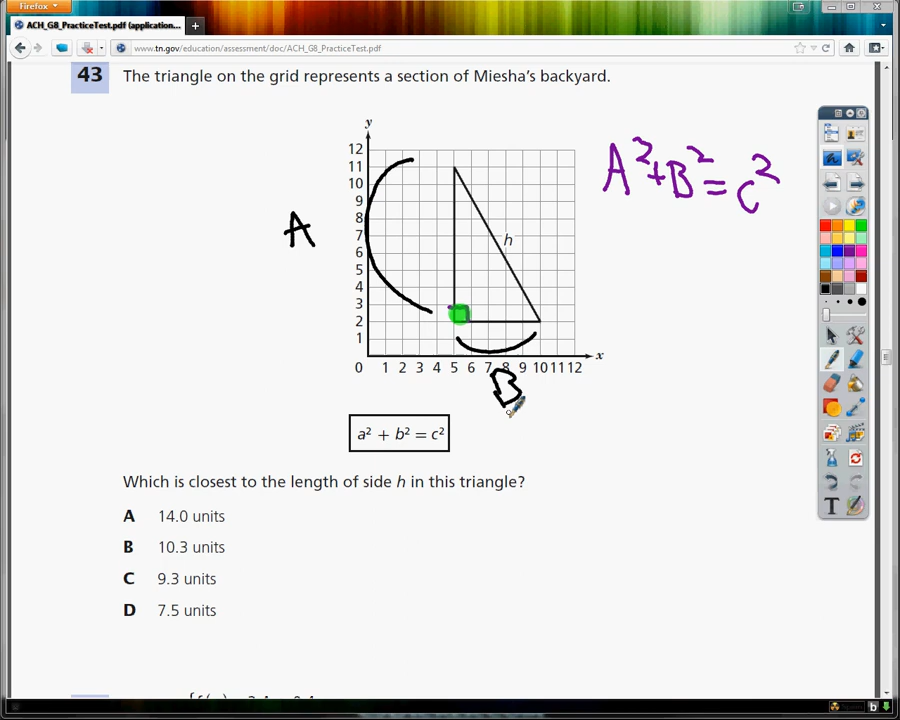 Firefox
ACH_G8_PracticeTest.pdf (application...
www.tn.gov/education/assessment/doc/ACH_G8_PracticeTest.pdf
43 The triangle on the grid represents a section of Miesha's backyard.
y
12
11
10
9
8
7
6
5
4
3
2
1
0 1 2 3 4 5 6 7 8 9 10 11 12 x
h
A
B
A² + B² = C²
a² + b² = c²
Which is closest to the length of side h in this triangle?
A 14.0 units
B 10.3 units
C 9.3 units
D 7.5 units
T